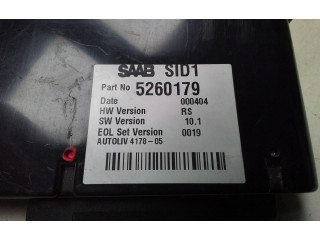 SAAB SID1
Part No 5260179
Date 000404
HW Version RS
SW Version 10.1
EOL Set Version 0019
AUTOLIV 4178-05